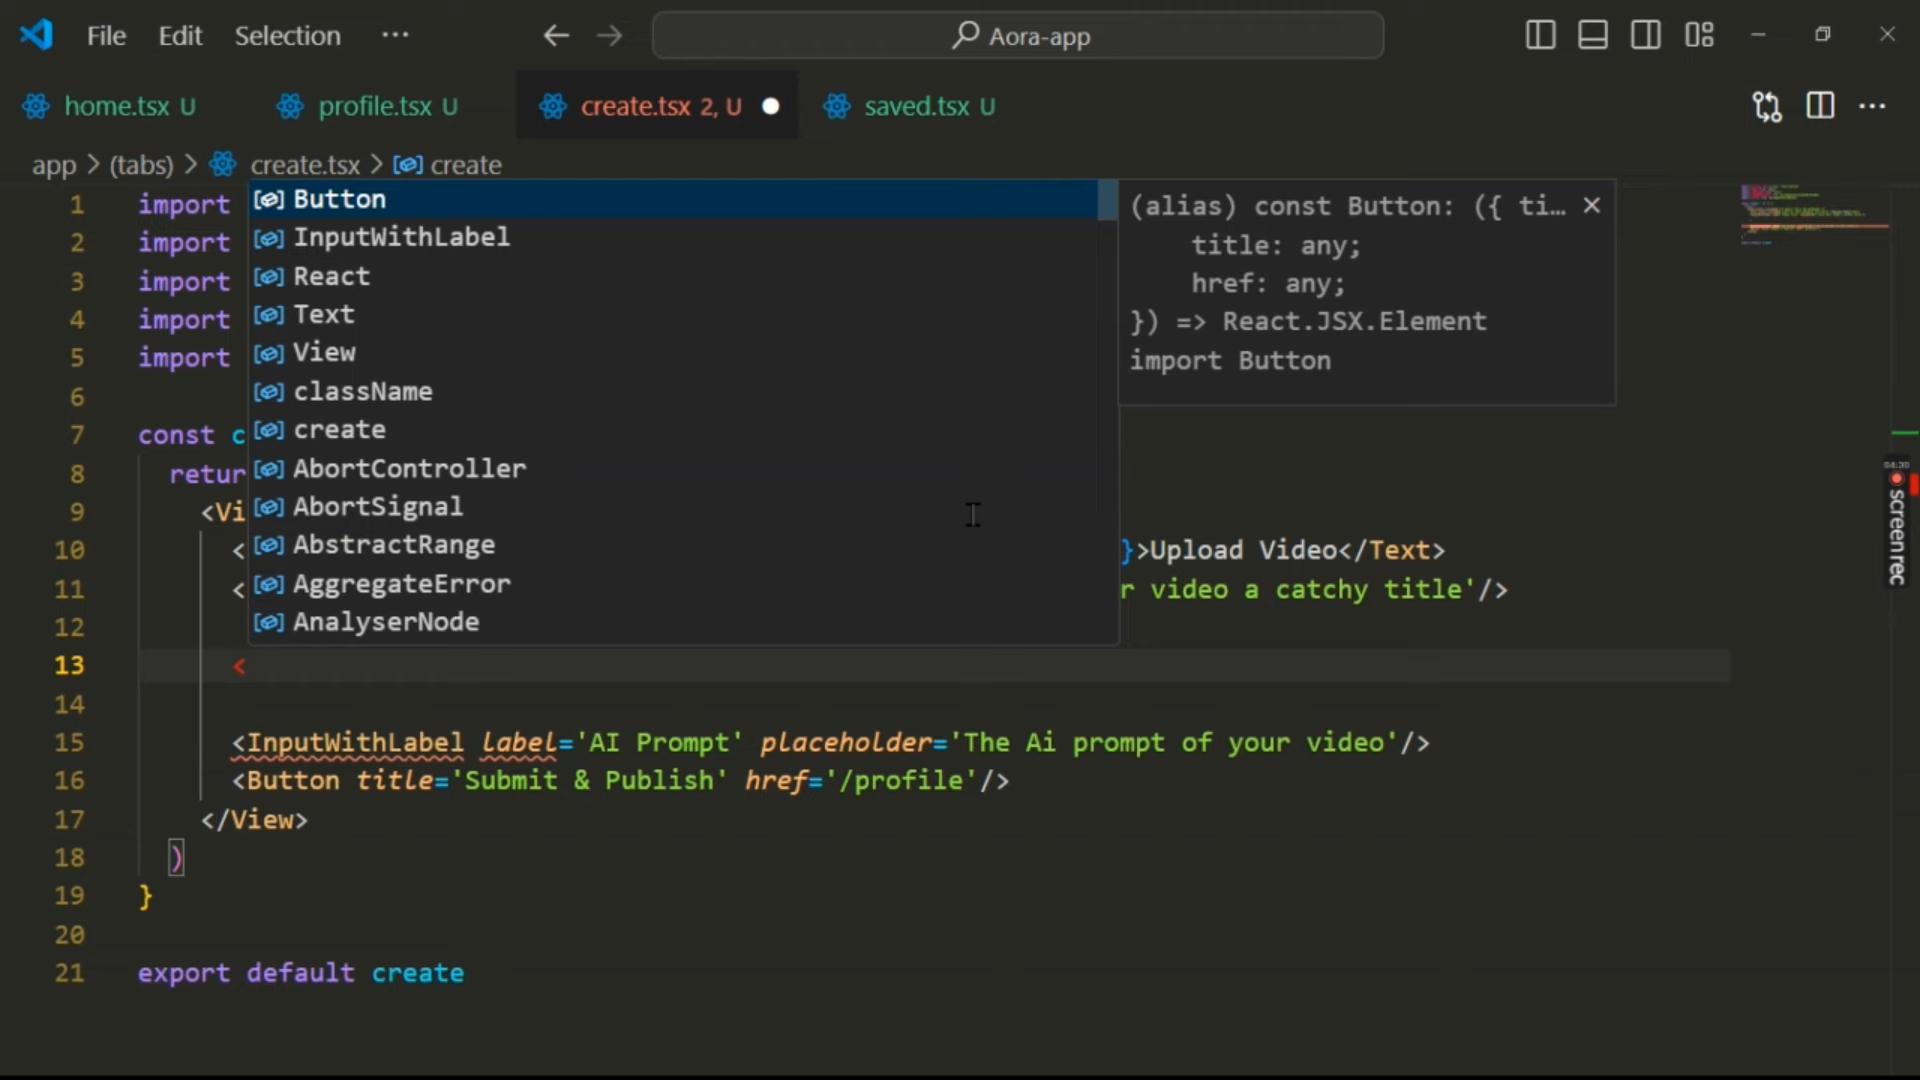 File Edit Selection ··· Aora-app
home.tsx U profile.tsx U create.tsx 2, U saved.tsx U ···
app > (tabs) > create.tsx > create
1 import
2 import
3 import
4 import
5 import
6
7 const c
8 retur
9 <Vi
10 < }>Upload Video</Text>
11 < r video a catchy title'/>
12
13 <
14
15 <InputWithLabel label='AI Prompt' placeholder='The Ai prompt of your video'/>
16 <Button title='Submit & Publish' href='/profile'/>
17 </View>
18 )
19 }
20
21 export default create
Button
InputWithLabel
React
Text
View
className
create
AbortController
AbortSignal
AbstractRange
AggregateError
AnalyserNode
(alias) const Button: ({ ti…
title: any;
href: any;
}) => React.JSX.Element
import Button
04:30
screenrec